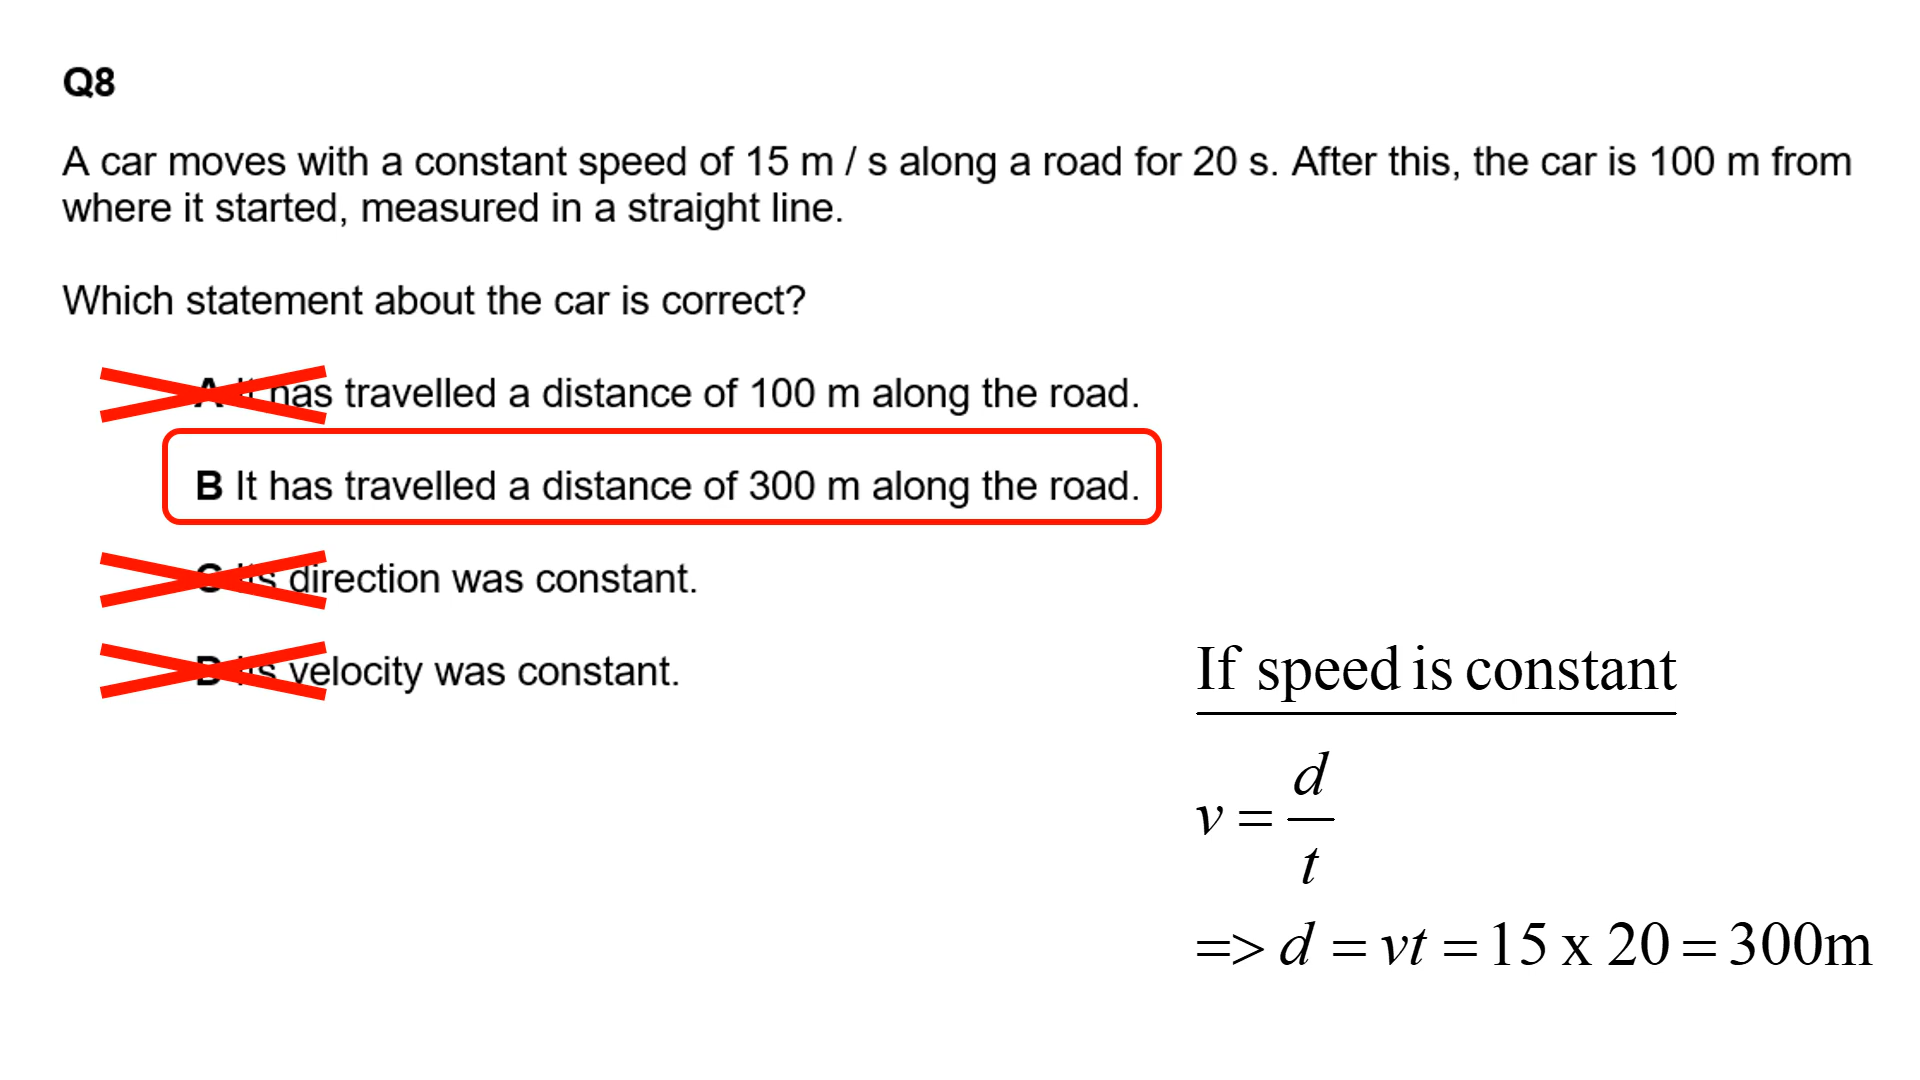 Q8
A car moves with a constant speed of 15 m / s along a road for 20 s. After this, the car is 100 m from
where it started, measured in a straight line.
Which statement about the car is correct?
A It has travelled a distance of 100 m along the road.
B It has travelled a distance of 300 m along the road.
C Its direction was constant.
D Its velocity was constant.
If speed is constant
v = d/t
=> d = vt = 15 x 20 = 300m